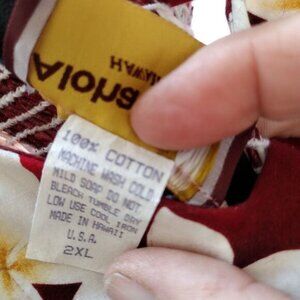 100% COTTON
MACHINE WASH COLD
MILD SOAP DO NOT
BLEACH TUMBLE DRY
LOW USE COOL IRON
MADE IN HAWAII
U.S.A.
2XL